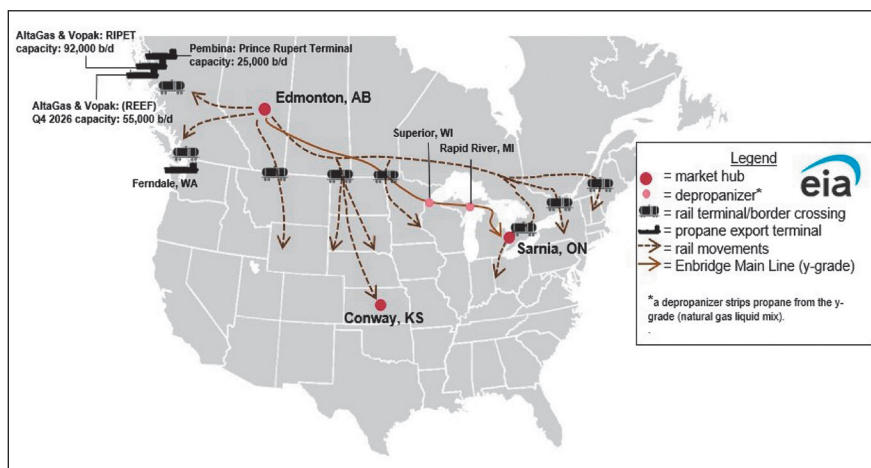 AltaGas & Vopak: RIPET
capacity: 92,000 b/d
Pembina: Prince Rupert Terminal
capacity: 25,000 b/d
AltaGas & Vopak: (REEF)
Q4 2026 capacity: 55,000 b/d
Edmonton, AB
Superior, WI
Rapid River, MI
Ferndale, WA
Sarnia, ON
Conway, KS
Legend
eia
= market hub
= depropanizer*
= rail terminal/border crossing
= propane export terminal
= rail movements
= Enbridge Main Line (y-grade)
*a depropanizer strips propane from the y-
grade (natural gas liquid mix).
.